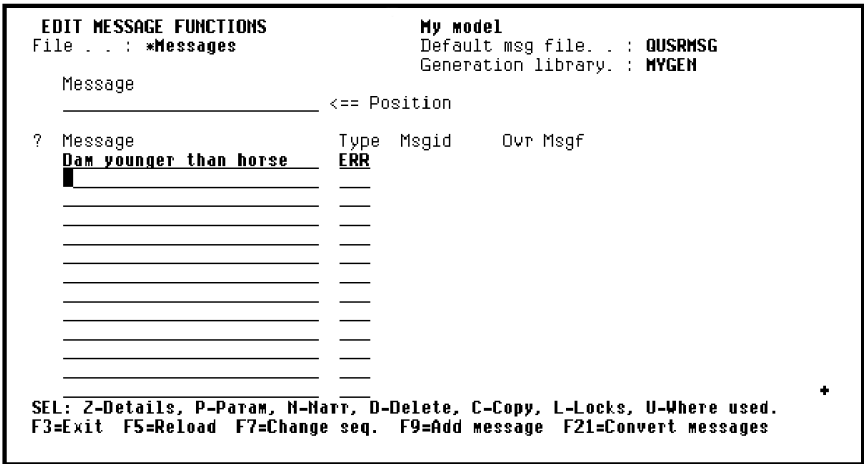 EDIT MESSAGE FUNCTIONS My model
File . . : *Messages Default msg file. . : QUSRMSG
Generation library. : MYGEN
Message
<== Position
? Message Type Msgid Ovr Msgf
Dam younger than horse ERR
+
SEL: Z-Details, P-Param, N-Narr, D-Delete, C-Copy, L-Locks, U-Where used.
F3=Exit F5=Reload F7=Change seq. F9=Add message F21=Convert messages